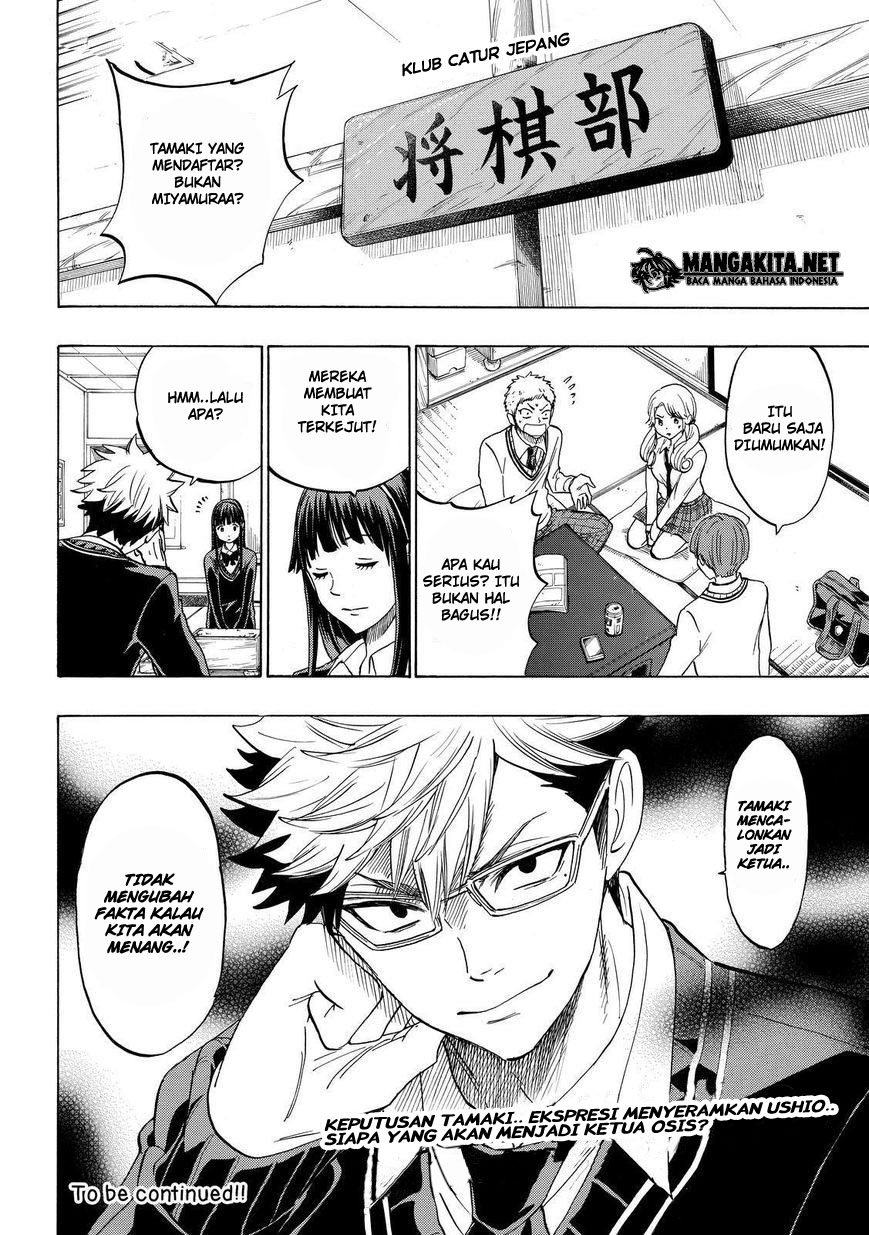 KLUB CATUR JEPANG
将棋部
TAMAKI YANG
MENDAFTAR?
BUKAN
MIYAMURAA?
MANGAKITA.NET
BACA MANGA BAHASA INDONESIA
ITU
BARU SAJA
DIUMUMKAN!
APA KAU
SERIUS? ITU
BUKAN HAL
BAGUS!!
MEREKA
MEMBUAT
KITA
TERKEJUT!
HMM..LALU
APA?
TAMAKI
MENCA-
LONKAN
JADI
KETUA..
TIDAK
MENGUBAH
FAKTA KALAU
KITA AKAN
MENANG..!
KEPUTUSAN TAMAKI.. EKSPRESI MENYERAMKAN USHIO..
SIAPA YANG AKAN MENJADI KETUA OSIS?
To be continued!!